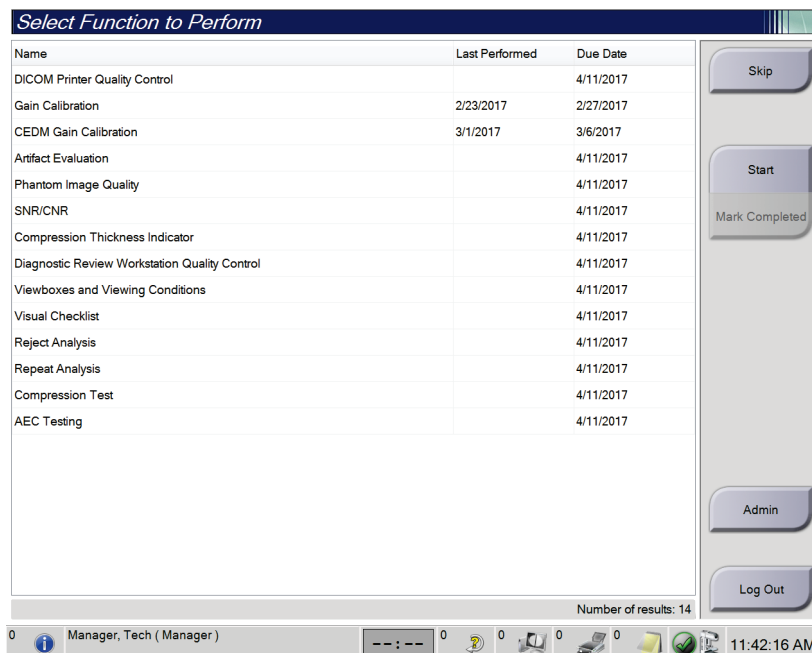 Select Function to Perform
Name Last Performed Due Date
DICOM Printer Quality Control 4/11/2017
Gain Calibration 2/23/2017 2/27/2017
CEDM Gain Calibration 3/1/2017 3/6/2017
Artifact Evaluation 4/11/2017
Phantom Image Quality 4/11/2017
SNR/CNR 4/11/2017
Compression Thickness Indicator 4/11/2017
Diagnostic Review Workstation Quality Control 4/11/2017
Viewboxes and Viewing Conditions 4/11/2017
Visual Checklist 4/11/2017
Reject Analysis 4/11/2017
Repeat Analysis 4/11/2017
Compression Test 4/11/2017
AEC Testing 4/11/2017
Number of results: 14
Skip
Start
Mark Completed
Admin
Log Out
0 Manager, Tech ( Manager ) --:-- 0 0 0 0 11:42:16 AM